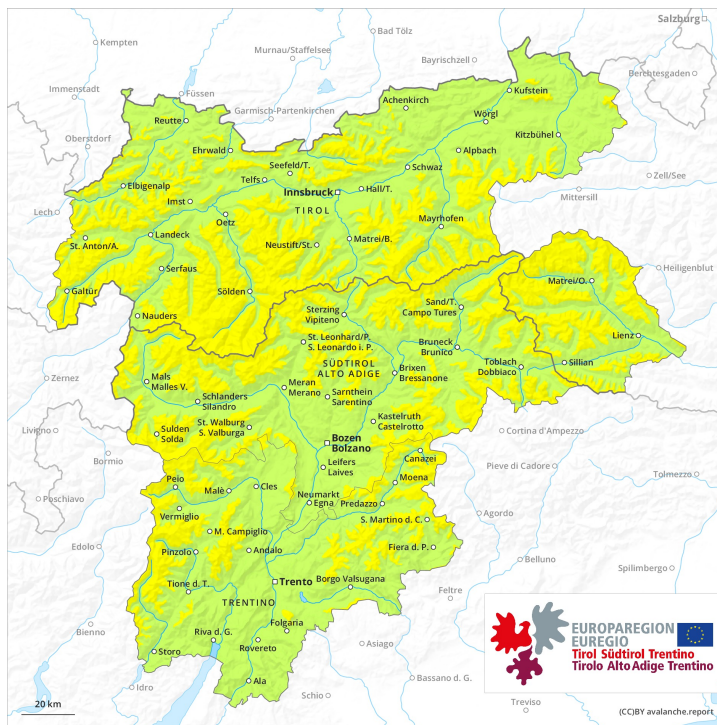 Salzburg
Kempten
Bad Tölz
Murnau/Staffelsee
Bayrischzell
Berchtesgaden
Immenstadt
Füssen
Garmisch-Partenkirchen
Achenkirch
Kufstein
Reutte
Wörgl
Oberstdorf
Ehrwald
Kitzbühel
Alpbach
Seefeld/T.
Schwaz
Zell/See
Telfs
Elbigenalp
Innsbruck
Hall/T.
Mittersill
Imst
TIROL
Lech
Oetz
Mayrhofen
St. Anton/A.
Landeck
Neustift/St.
Matrei/B.
Serfaus
Heiligenblut
Matrei/O.
Galtür
Sölden
Nauders
Sand/T.
Campo Tures
Sterzing
Vipiteno
Lienz
St. Leonhard/P.
S. Leonardo i. P.
Bruneck
Brunico
SÜDTIROL
ALTO ADIGE
Toblach
Dobbiaco
Sillian
Zernez
Mals
Malles V.
Meran
Merano
Brixen
Bressanone
Schlanders
Silandro
Sarnthein
Sarentino
St. Walburg
S. Valburga
Kastelruth
Castelrotto
Livigno
Sulden
Solda
Bozen
Bolzano
Cortina d'Ampezzo
Bormio
Canazei
Leifers
Laives
Pieve di Cadore
Tolmezzo
Poschiavo
Peio
Malè
Cles
Moena
Neumarkt
Egna
Predazzo
Vermiglio
Agordo
S. Martino d. C.
M. Campiglio
Edolo
Pinzolo
Andalo
Fiera d. P.
Belluno
Spilimbergo
Trento
Borgo Valsugana
Tione d. T.
Feltre
TRENTINO
Folgaria
Bienno
Riva d. G.
Rovereto
Asiago
Storo
Bassano d. G.
Idro
Ala
Schio
Treviso
EUROPAREGION
EUREGIO
Tirol Südtirol Trentino
Tirolo Alto Adige Trentino
20 km
(CC)BY avalanche.report